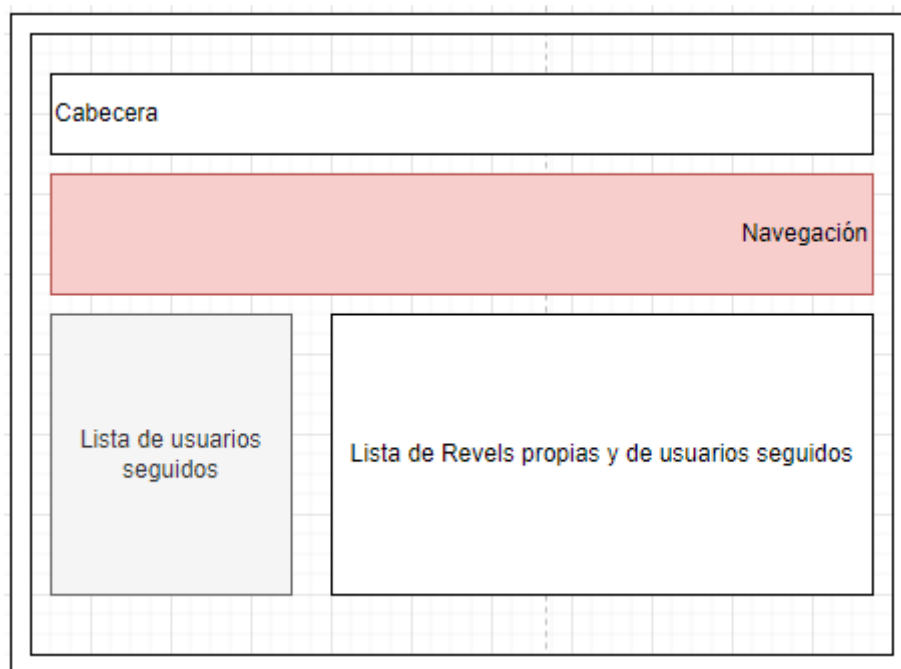 Cabecera
Navegación
Lista de usuarios
seguidos
Lista de Revels propias y de usuarios seguidos